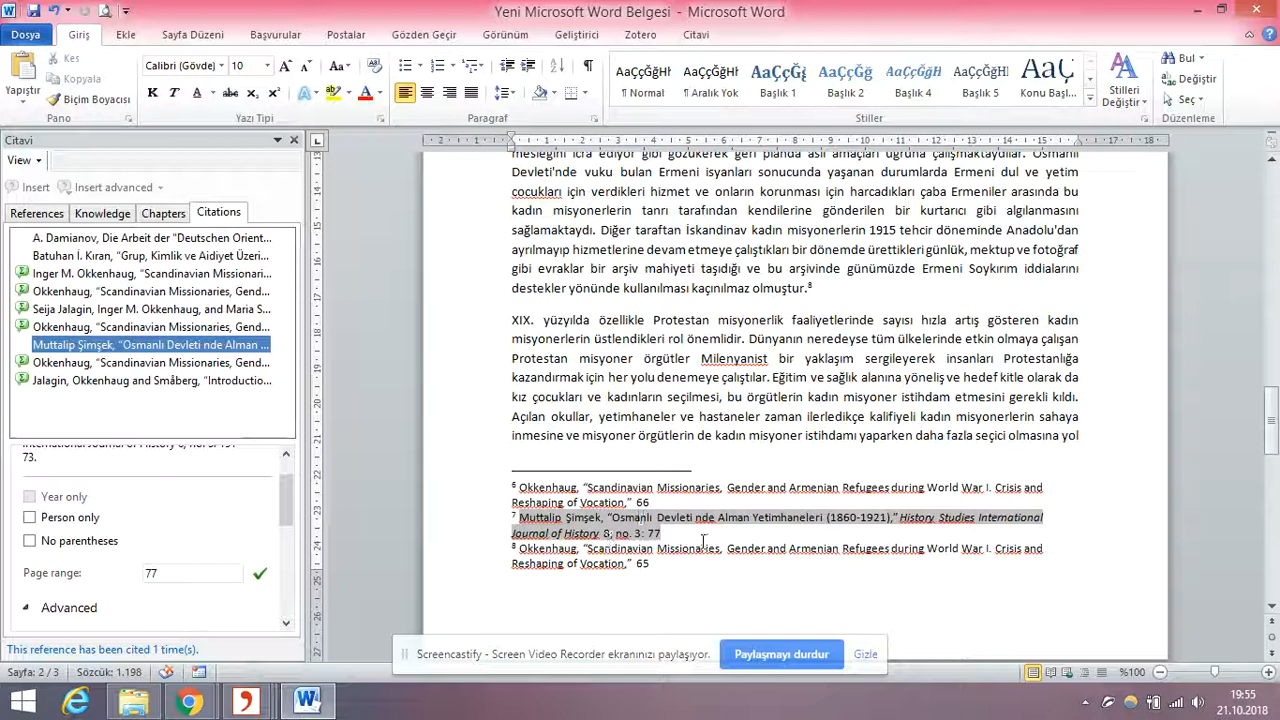 Yeni Microsoft Word Belgesi - Microsoft Word
Dosya Giriş Ekle Sayfa Düzeni Başvurular Postalar Gözden Geçir Görünüm Geliştirici Zotero Citavi
Yapıştır
Kes
Kopyala
Biçim Boyacısı
Calibri (Gövde) 10
AaÇçĞğHh AaÇçĞğHh AaÇçĞğ AaÇçĞğ AaÇçĞğHh AaÇçĞğHh
¶ Normal ¶ Aralık Yok Başlık 1 Başlık 2 Başlık 4 Başlık 5 Konu Başl...
Stilleri Değiştir
Bul
Değiştir
Seç
Pano Yazı Tipi Paragraf Stiller Düzenleme
Citavi
View
Insert Insert advanced
References Knowledge Chapters Citations
A. Damianov, Die Arbeit der "Deutschen Orient...
Batuhan İ. Kıran, "Grup, Kimlik ve Aidiyet Üzeri...
Inger M. Okkenhaug, "Scandinavian Missionari...
Okkenhaug, "Scandinavian Missionaries, Gend...
Seija Jalagin, Inger M. Okkenhaug, and Maria S...
Okkenhaug, "Scandinavian Missionaries, Gend...
Muttalip Şimşek, "Osmanlı Devleti nde Alman ...
Okkenhaug, "Scandinavian Missionaries, Gend...
Jalagin, Okkenhaug and Småberg, "Introductio...
73.
Year only
Person only
No parentheses
Page range: 77
Advanced
This reference has been cited 1 time(s).
mesleğini icra ediyor gibi gözükerek geri planda asıl amaçları uğruna çalışmaktaydılar. Osmanlı
Devleti'nde vuku bulan Ermeni isyanları sonucunda yaşanan durumlarda Ermeni dul ve yetim
çocukları için verdikleri hizmet ve onların korunması için harcadıkları çaba Ermeniler arasında bu
kadın misyonerlerin tanrı tarafından kendilerine gönderilen bir kurtarıcı gibi algılanmasını
sağlamaktaydı. Diğer taraftan İskandinav kadın misyonerlerin 1915 tehcir döneminde Anadolu'dan
ayrılmayıp hizmetlerine devam etmeye çalıştıkları bir dönemde ürettikleri günlük, mektup ve fotoğraf
gibi evraklar bir arşiv mahiyeti taşıdığı ve bu arşivinde günümüzde Ermeni Soykırım iddialarını
destekler yönünde kullanılması kaçınılmaz olmuştur.⁸
XIX. yüzyılda özellikle Protestan misyonerlik faaliyetlerinde sayısı hızla artış gösteren kadın
misyonerlerin üstlendikleri rol önemlidir. Dünyanın neredeyse tüm ülkelerinde etkin olmaya çalışan
Protestan misyoner örgütler Milenyanist bir yaklaşım sergileyerek insanları Protestanlığa
kazandırmak için her yolu denemeye çalıştılar. Eğitim ve sağlık alanına yöneliş ve hedef kitle olarak da
kız çocukları ve kadınların seçilmesi, bu örgütlerin kadın misyoner istihdam etmesini gerekli kıldı.
Açılan okullar, yetimhaneler ve hastaneler zaman ilerledikçe kalifiyeli kadın misyonerlerin sahaya
inmesine ve misyoner örgütlerin de kadın misyoner istihdamı yaparken daha fazla seçici olmasına yol
⁶ Okkenhaug, "Scandinavian Missionaries, Gender and Armenian Refugees during World War I. Crisis and
Reshaping of Vocation," 66
⁷ Muttalip Şimşek, "Osmanlı Devleti nde Alman Yetimhaneleri (1860-1921)," History Studies International
Journal of History 8; no. 3: 77
⁸ Okkenhaug, "Scandinavian Missionaries, Gender and Armenian Refugees during World War I. Crisis and
Reshaping of Vocation," 65
Screencastify - Screen Video Recorder ekranınızı paylaşıyor. Paylaşmayı durdur Gizle
Sayfa: 2 / 3 Sözcük: 1.198 %100
19:55
21.10.2018